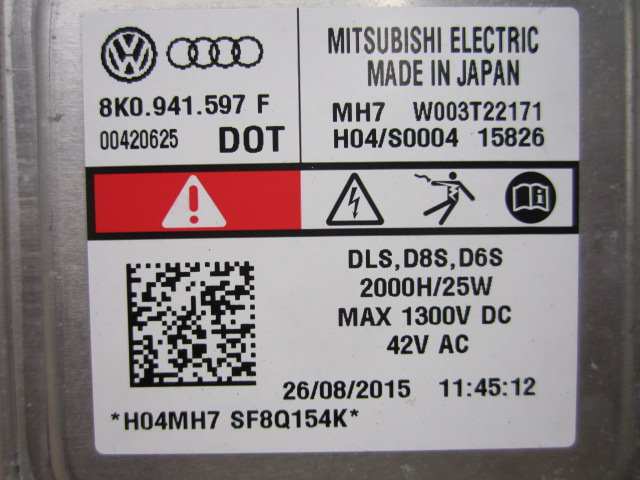 MITSUBISHI ELECTRIC
MADE IN JAPAN
8K0.941.597 F
00420625 DOT
MH7 W003T22171
H04/S0004 15826
DLS,D8S,D6S
2000H/25W
MAX 1300V DC
42V AC
26/08/2015 11:45:12
*H04MH7 SF8Q154K*